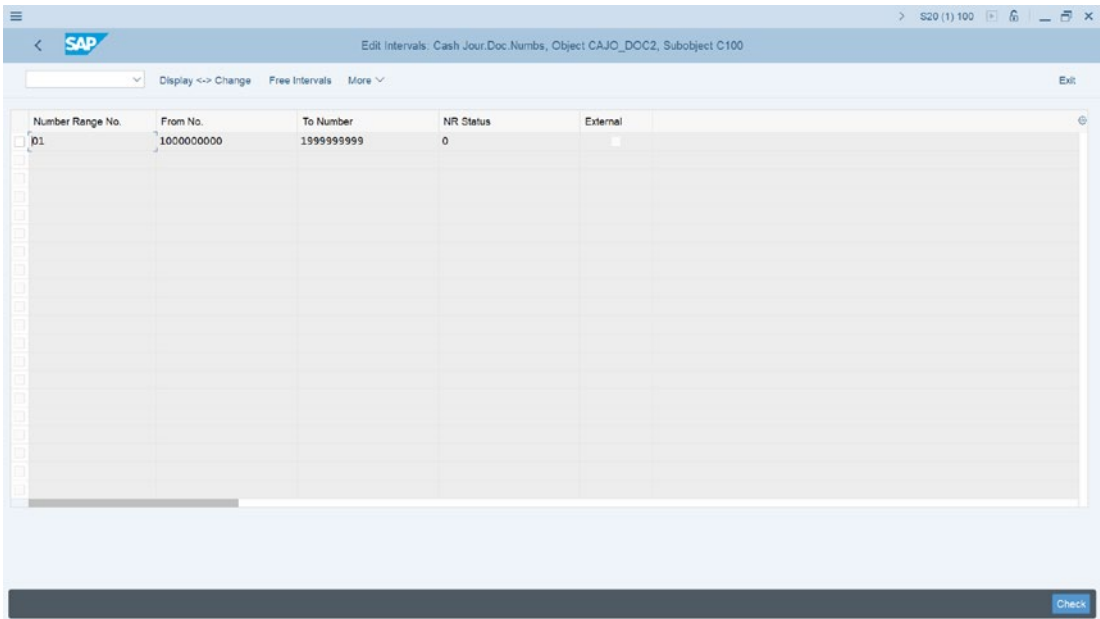 S20 (1) 100
SAP
Edit Intervals: Cash Jour.Doc.Numbs, Object CAJO_DOC2, Subobject C100
Display <-> Change Free Intervals More Exit
Number Range No. From No. To Number NR Status External
01 1000000000 1999999999 0
Check